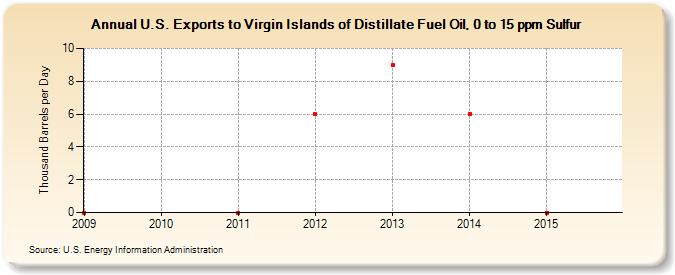 Annual U.S. Exports to Virgin Islands of Distillate Fuel Oil, 0 to 15 ppm Sulfur
Thousand Barrels per Day
10
8
6
4
2
0
2009 2010 2011 2012 2013 2014 2015
Source: U.S. Energy Information Administration